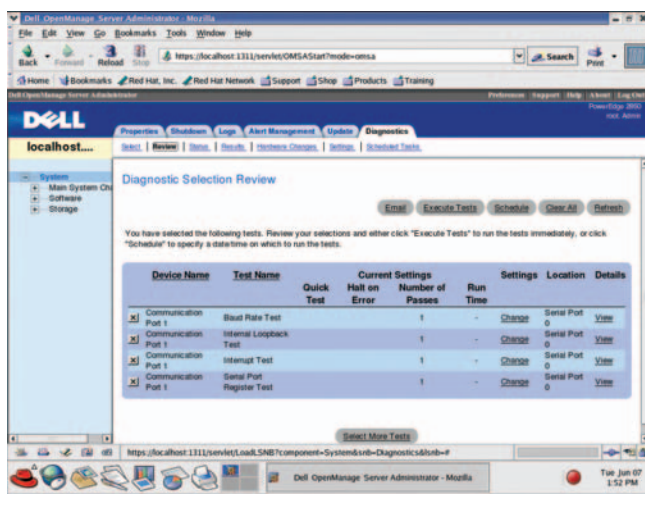 Dell OpenManage Server Administrator - Mozilla
File Edit View Go Bookmarks Tools Window Help
Back Forward Reload Stop https://localhost:1311/servlet/OMSAStart?mode=omsa Search Print
Home Bookmarks Red Hat, Inc. Red Hat Network Support Shop Products Training
Dell OpenManage Server Administrator Preferences Support Help About Log Out
PowerEdge 2850
root, Admin
DELL
Properties Shutdown Logs Alert Management Update Diagnostics
localhost.... Select Review Status Results Hardware Changes Settings Scheduled Tasks
System
Main System Cha
Software
Storage
Diagnostic Selection Review
Email Execute Tests Schedule Clear All Refresh
You have selected the following tests. Review your selections and either click "Execute Tests" to run the tests immediately, or click
"Schedule" to specify a date/time on which to run the tests.
Device Name Test Name Current Settings Settings Location Details
Quick Test Halt on Error Number of Passes Run Time
Communication Port 1 Baud Rate Test 1 - Change Serial Port 0 View
Communication Port 1 Internal Loopback Test 1 - Change Serial Port 0 View
Communication Port 1 Interrupt Test 1 - Change Serial Port 0 View
Communication Port 1 Serial Port Register Test 1 - Change Serial Port 0 View
Select More Tests
https://localhost:1311/servlet/LoadLSNB?component=System&snb=Diagnostics&lsnb=#
Dell OpenManage Server Administrator - Mozilla
Tue Jun 07
1:52 PM